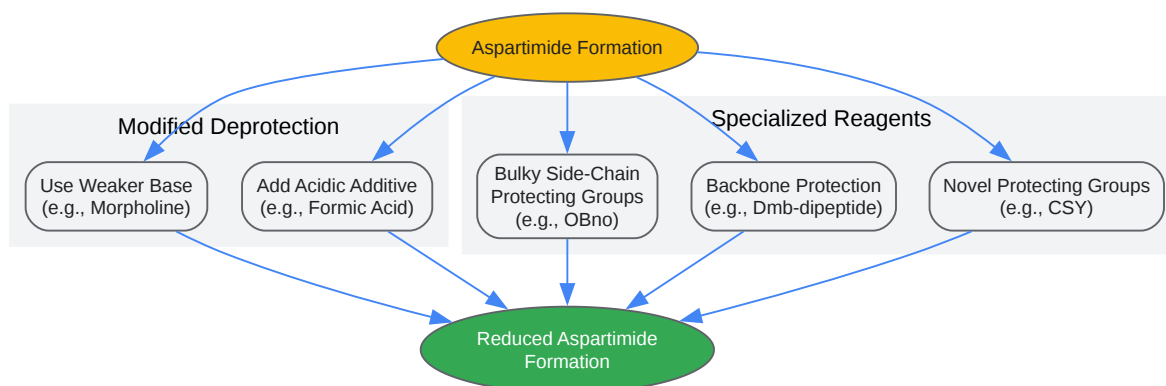 Aspartimide Formation
Modified Deprotection
Specialized Reagents
Use Weaker Base
(e.g., Morpholine)
Add Acidic Additive
(e.g., Formic Acid)
Bulky Side-Chain
Protecting Groups
(e.g., OBno)
Backbone Protection
(e.g., Dmb-dipeptide)
Novel Protecting Groups
(e.g., CSY)
Reduced Aspartimide
Formation